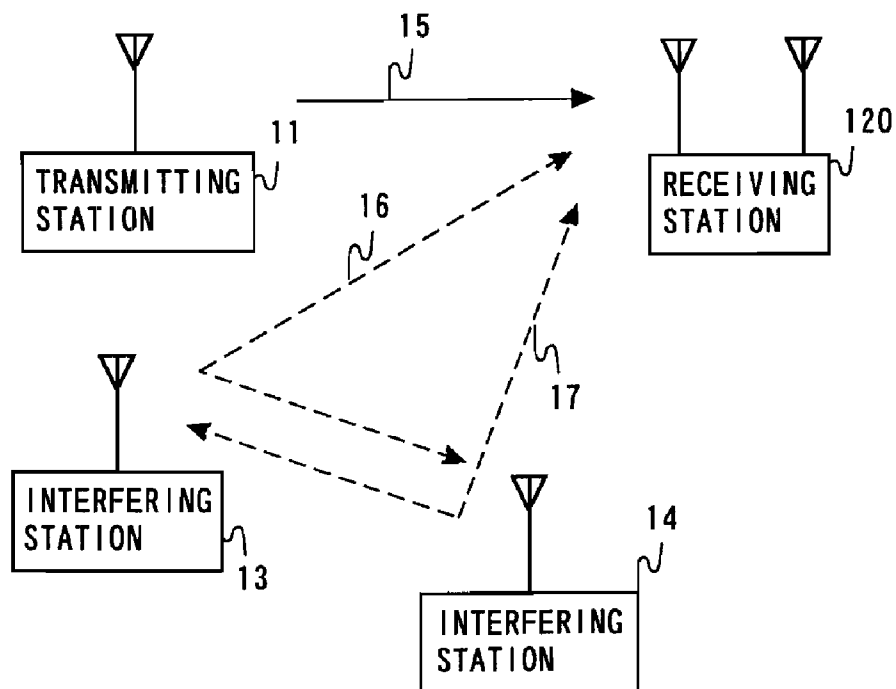 15
11
120
TRANSMITTING
STATION
RECEIVING
STATION
16
17
INTERFERING
STATION
13
14
INTERFERING
STATION